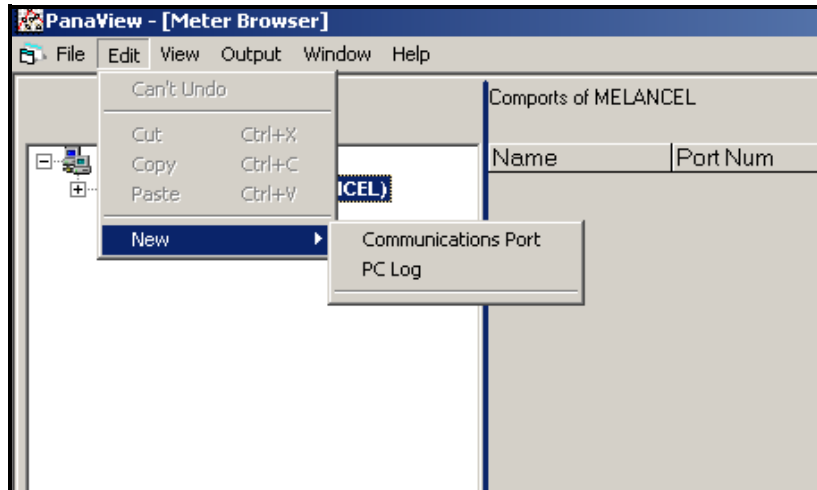 PanaView - [Meter Browser]
File Edit View Output Window Help
Can't Undo
Cut Ctrl+X
Copy Ctrl+C
Paste Ctrl+V
New
Communications Port
PC Log
ICEL)
Comports of MELANCEL
Name Port Num